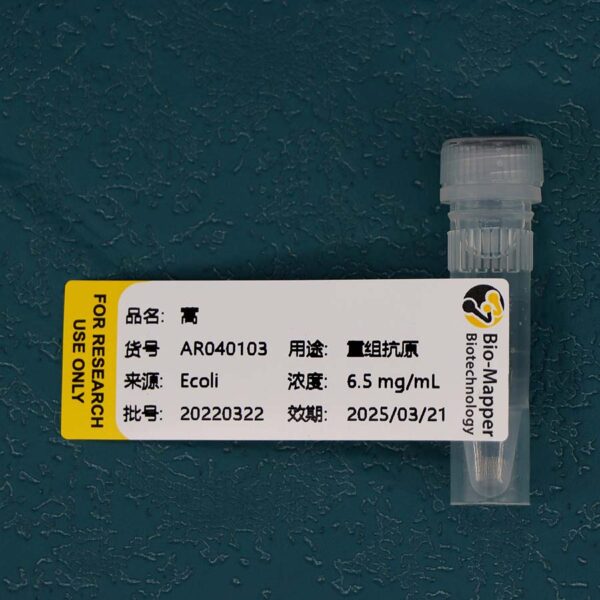 FOR RESEARCH
USE ONLY
品名: 蒿
货号 AR040103 用途: 重组抗原
来源: Ecoli 浓度: 6.5 mg/mL
批号: 20220322 效期: 2025/03/21
Bio-Mapper
Biotechnology